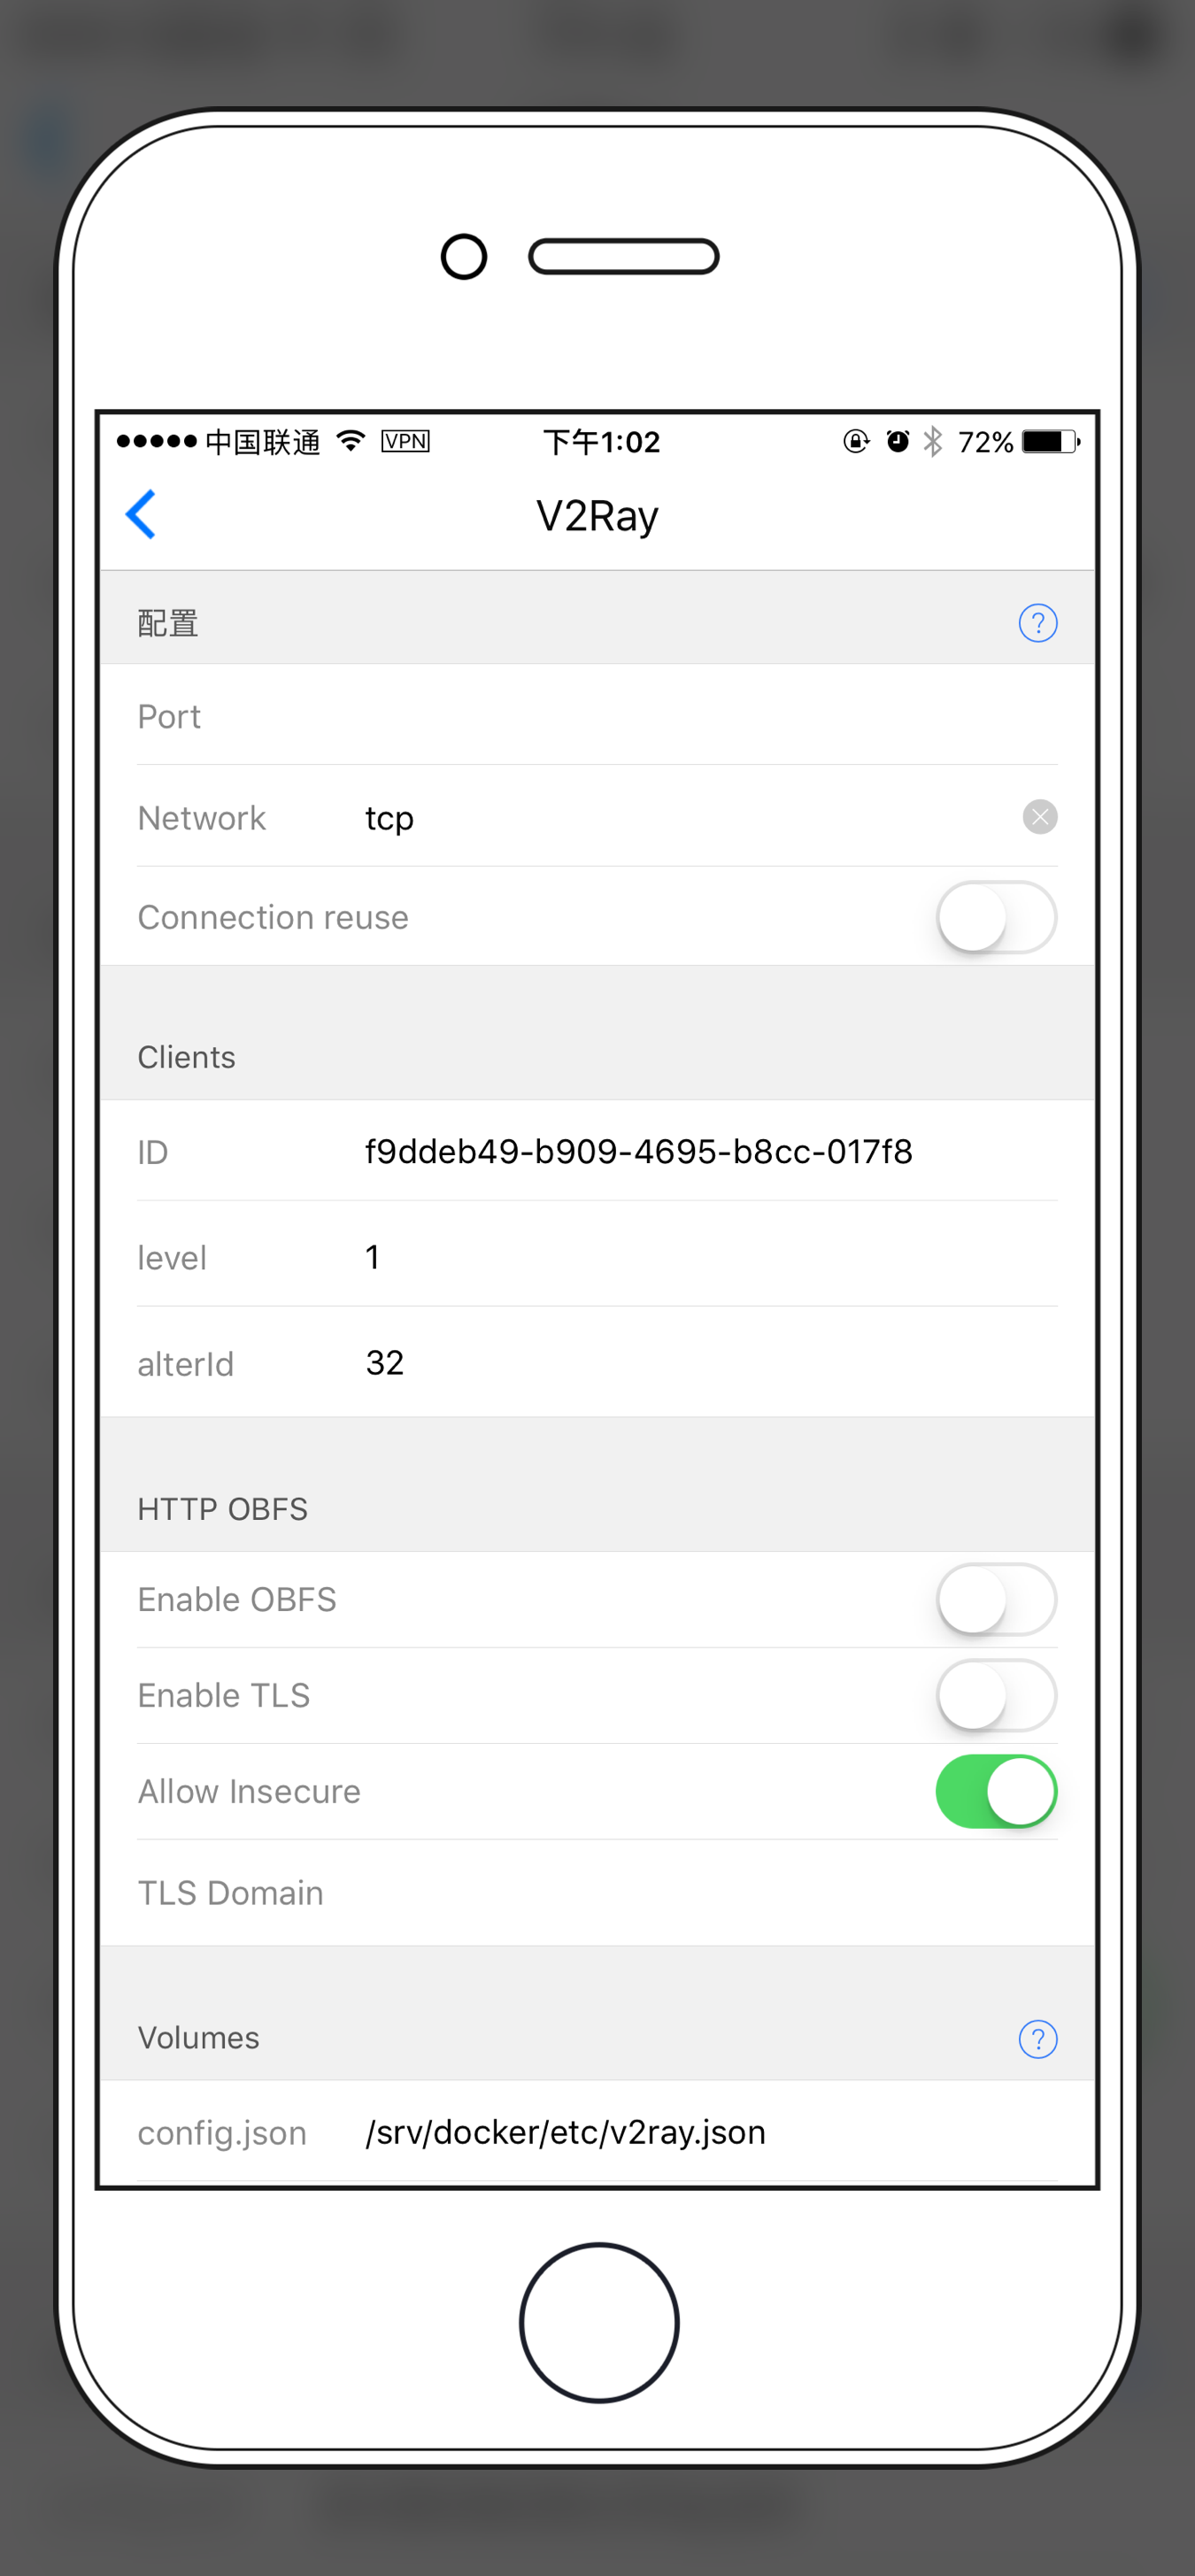 中国联通 VPN 下午1:02 72%
V2Ray
配置 ?
Port
Network tcp
Connection reuse
Clients
ID f9ddeb49-b909-4695-b8cc-017f8
level 1
alterId 32
HTTP OBFS
Enable OBFS
Enable TLS
Allow Insecure
TLS Domain
Volumes ?
config.json /srv/docker/etc/v2ray.json